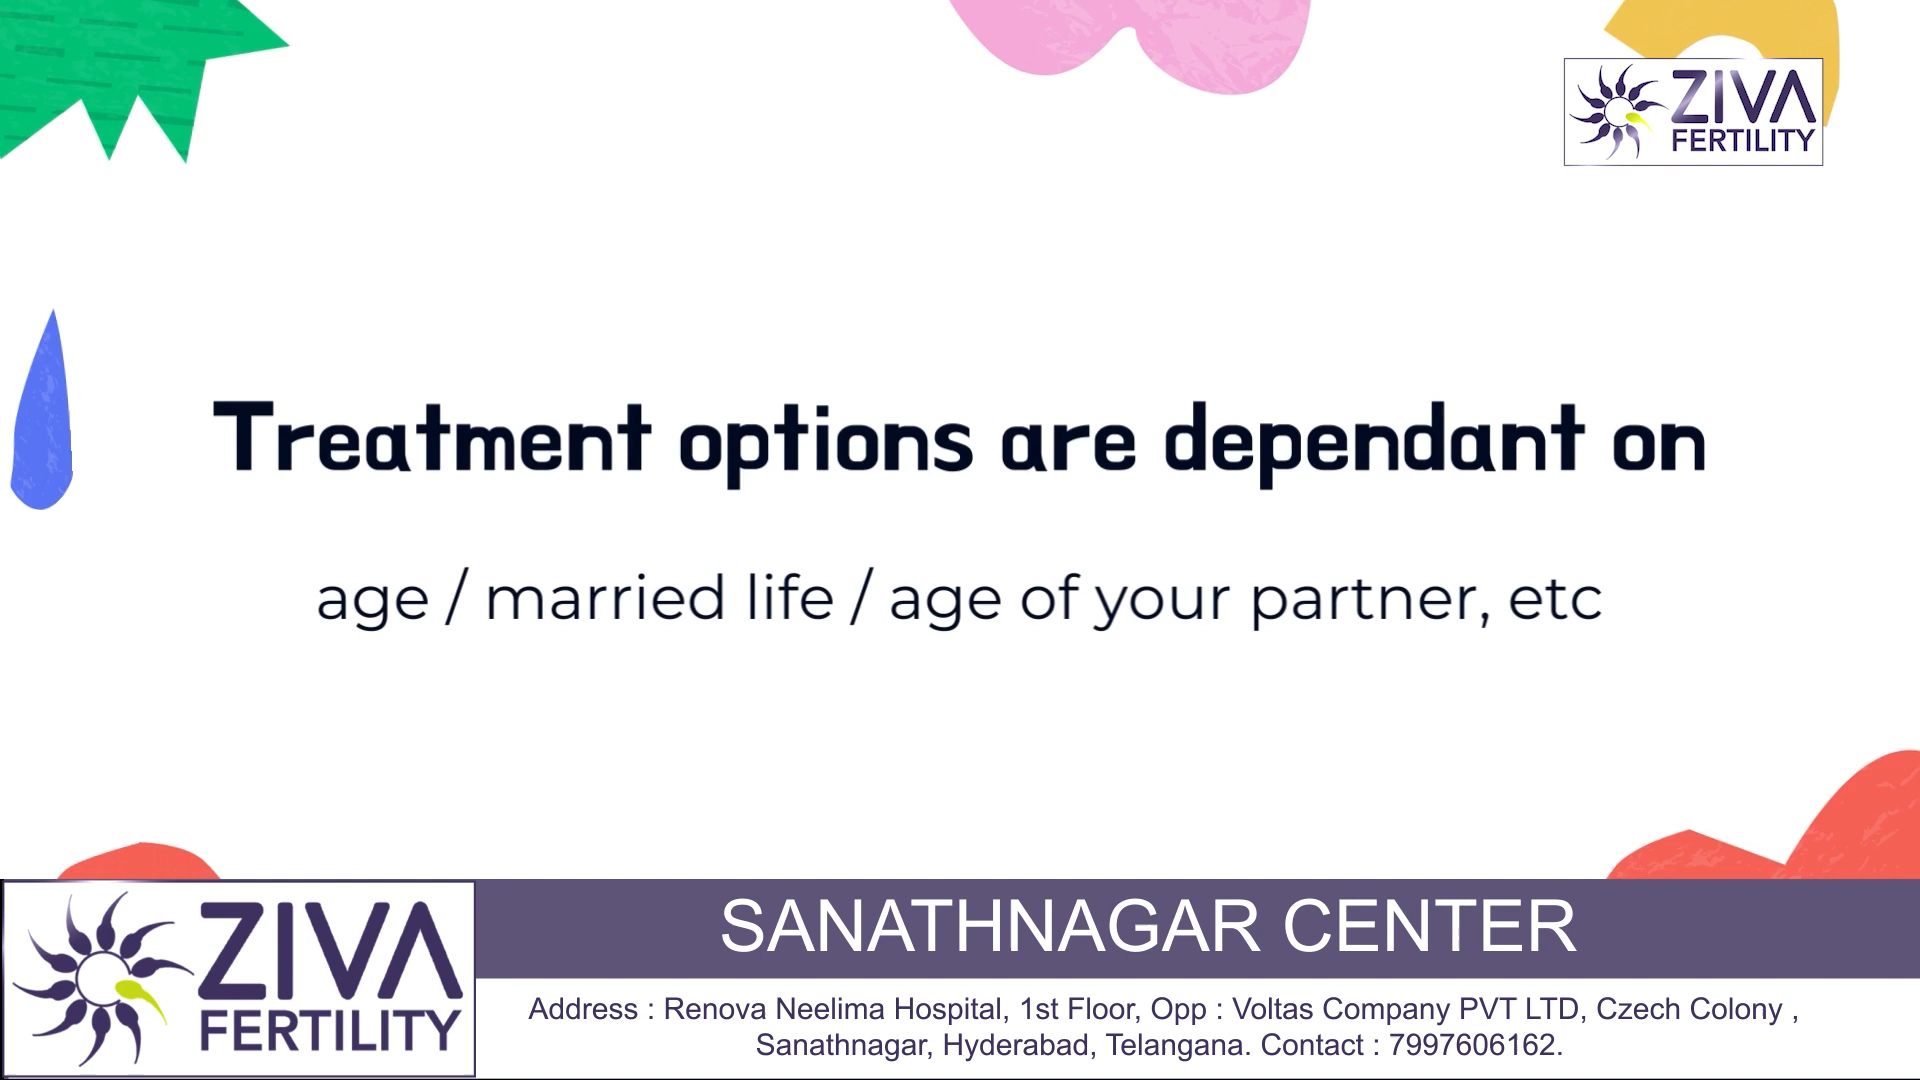 ZIVA
FERTILITY
Treatment options are dependant on
age / married life / age of your partner, etc
ZIVA
FERTILITY
SANATHNAGAR CENTER
Address : Renova Neelima Hospital, 1st Floor, Opp : Voltas Company PVT LTD, Czech Colony ,
Sanathnagar, Hyderabad, Telangana. Contact : 7997606162.